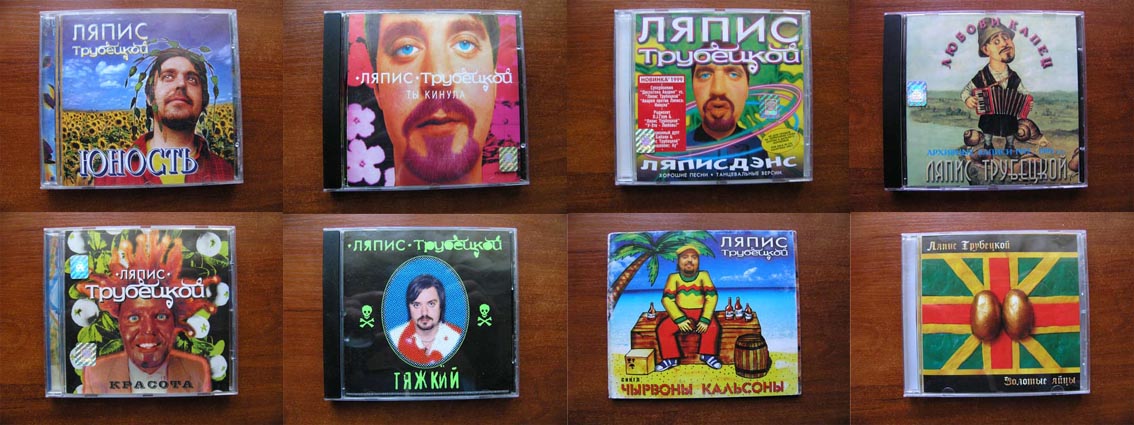 ЛЯПИС
Трубецкой
ЮНОСТЬ
•ЛЯПИС•Трубецкой
ТЫ КИНУЛА
ЛЯПИС
Трубецкой
НОВИНКА'1999
ЛЯПИСДЭНС
ХОРОШИЕ ПЕСНИ • ТАНЦЕВАЛЬНЫЕ ВЕРСИИ
ЛЮБОВИ КАПЕЦ
ЛЯПИС ТРУБЕЦКОЙ
•ЛЯПИС•
Трубецкой
КРАСОТА
•ЛЯПИС•Трубецкой
ТЯЖКИЙ
ЛЯПИС
Трубецкой
ЧЫРВОНЫ КАЛЬСОНЫ
Ляпис Трубецкой
Золотые яйцы